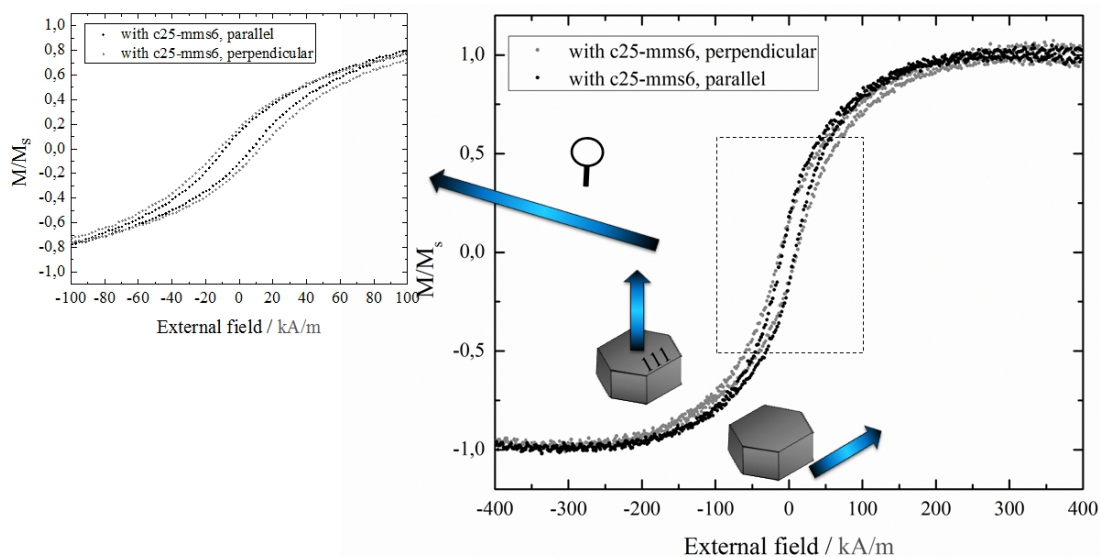 with c25-mms6, parallel
with c25-mms6, perpendicular
1,0
0,8
0,6
0,4
0,2
0,0
-0,2
-0,4
-0,6
-0,8
-1,0
M/Ms
-100 -80 -60 -40 -20 0 20 40 60 80 100
External field / kA/m
with c25-mms6, perpendicular
with c25-mms6, parallel
1,0
0,5
0,0
-0,5
-1,0
M/Ms
111
-400 -300 -200 -100 0 100 200 300 400
External field / kA/m